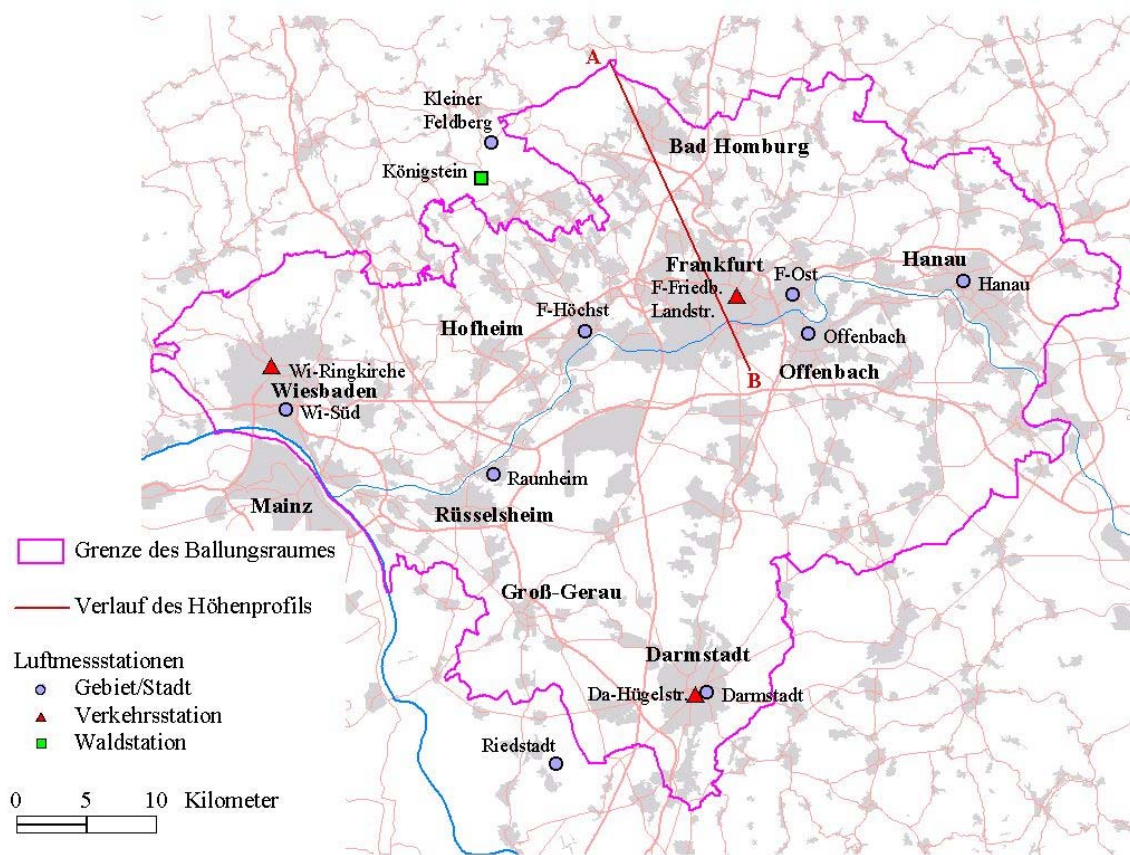 A
Kleiner
Feldberg
Bad Homburg
Königstein
Frankfurt
F-Ost
Hanau
F-Friedb.
Landstr.
Hanau
F-Höchst
Hofheim
Offenbach
B
Offenbach
Wi-Ringkirche
Wiesbaden
Wi-Süd
Raunheim
Mainz
Rüsselsheim
Grenze des Ballungsraumes
Groß-Gerau
Verlauf des Höhenprofils
Luftmessstationen
Darmstadt
Gebiet/Stadt
Da-Hügelstr.
Darmstadt
Verkehrsstation
Waldstation
Riedstadt
0 5 10 Kilometer